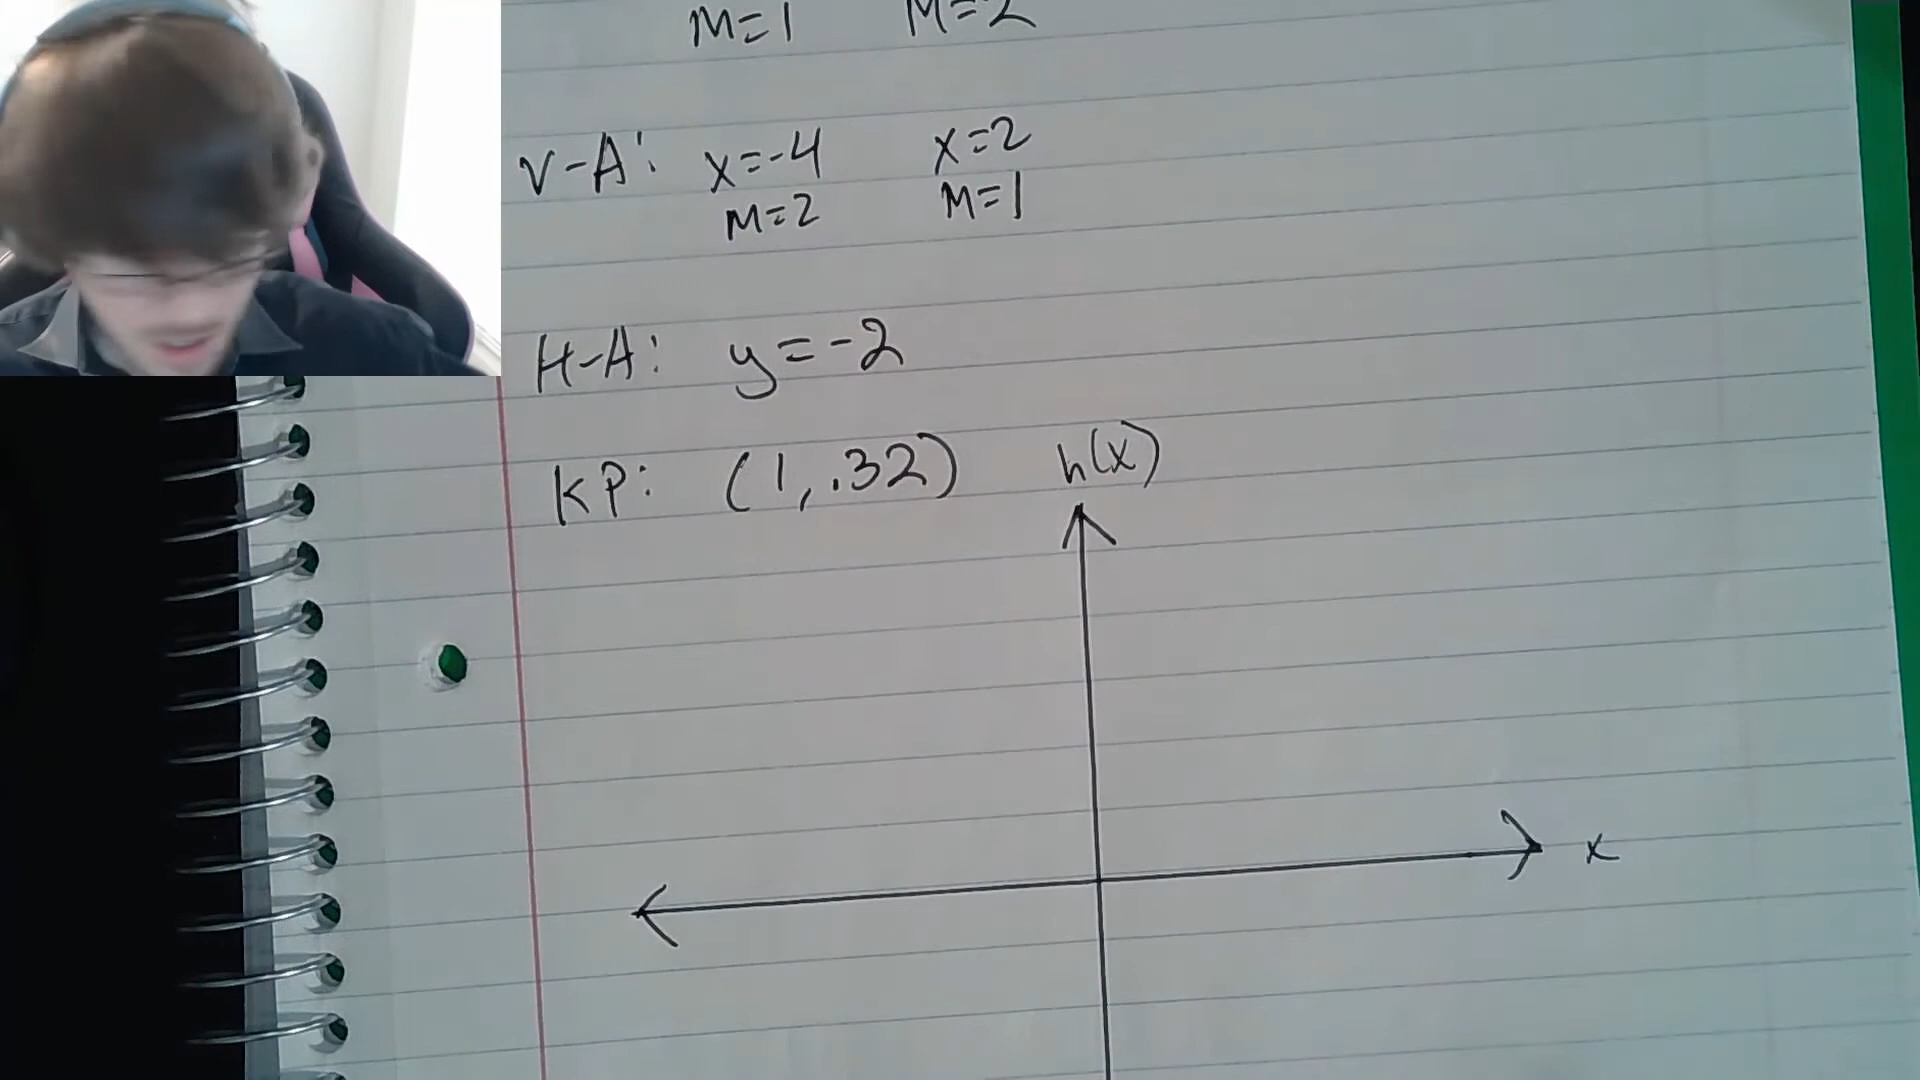 M=1 M=2
V-A: x=-4 x=2
M=2 M=1
H-A: y=-2
KP: (1, .32) h(x)
x